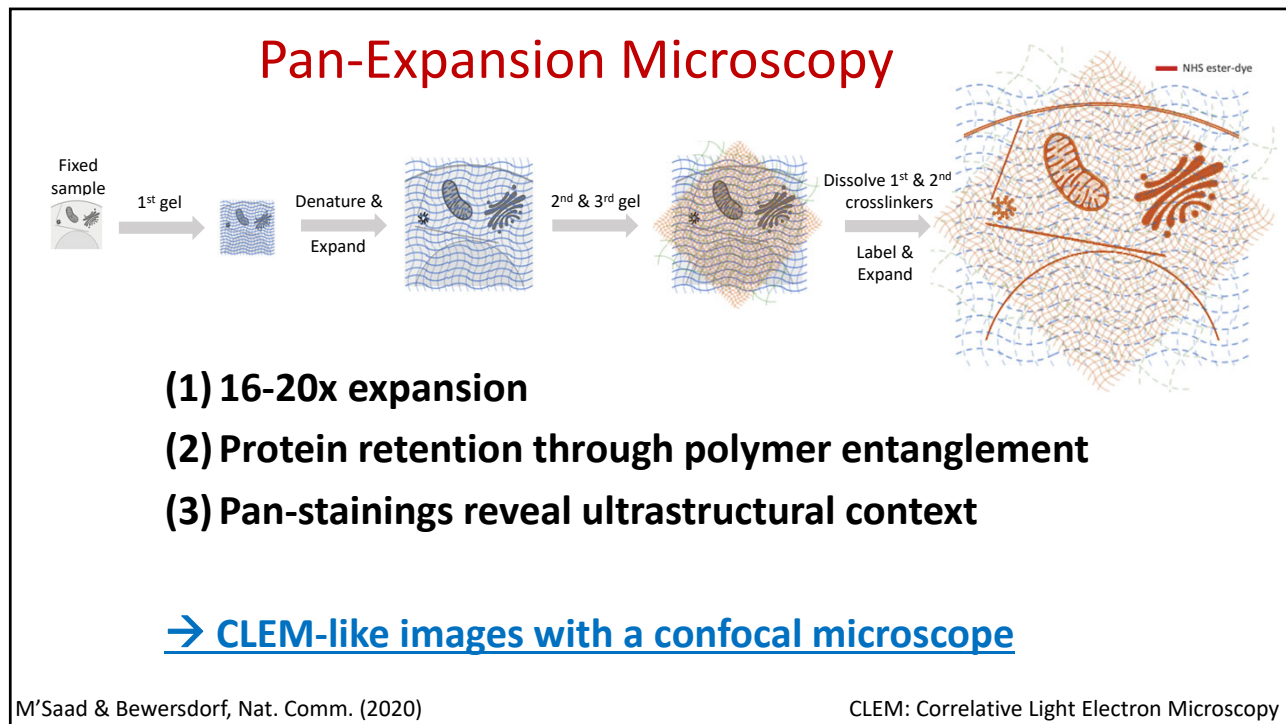 Pan-Expansion Microscopy
NHS ester-dye
Fixed
sample
1st gel
Denature &
Expand
2nd & 3rd gel
Dissolve 1st & 2nd
crosslinkers
Label &
Expand
(1) 16-20x expansion
(2) Protein retention through polymer entanglement
(3) Pan-stainings reveal ultrastructural context
→ CLEM-like images with a confocal microscope
M'Saad & Bewersdorf, Nat. Comm. (2020)
CLEM: Correlative Light Electron Microscopy